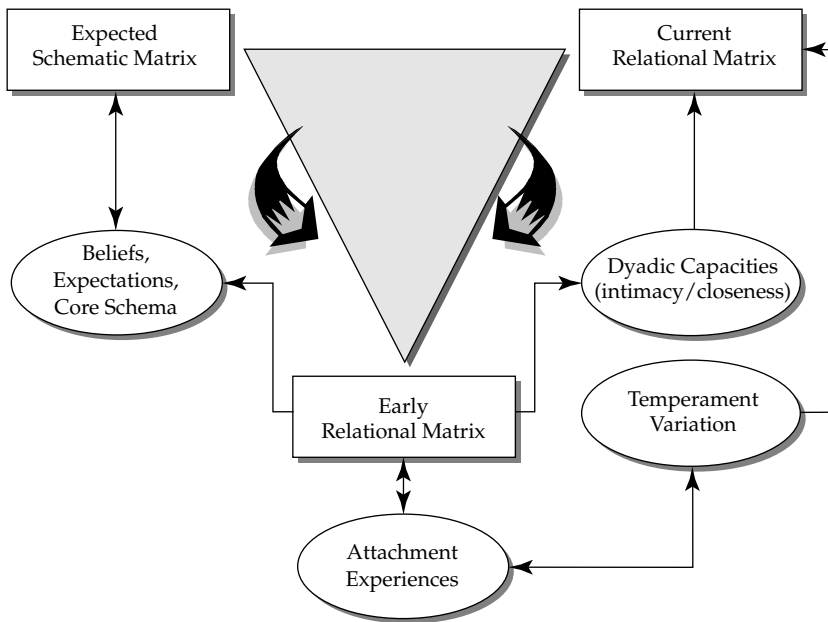 Expected
Schematic Matrix
Current
Relational Matrix
Beliefs,
Expectations,
Core Schema
Dyadic Capacities
(intimacy/closeness)
Early
Relational Matrix
Temperament
Variation
Attachment
Experiences